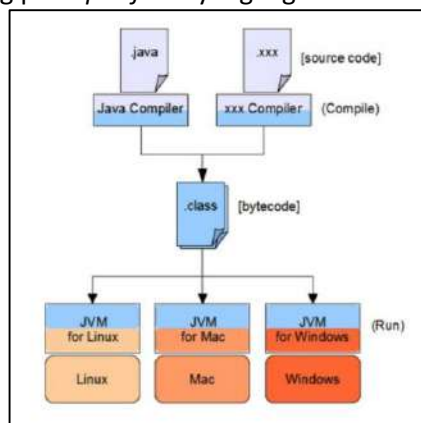 .java
.xxx
[source code]
Java Compiler
xxx Compiler
(Compile)
.class
[bytecode]
JVM
for Linux
JVM
for Mac
JVM
for Windows
(Run)
Linux
Mac
Windows